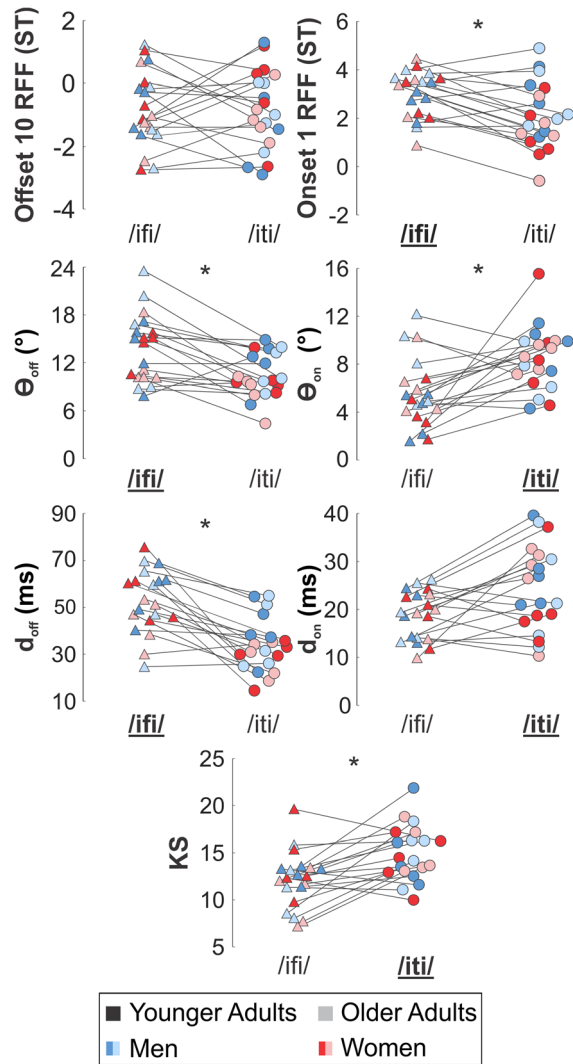 Offset 10 RFF (ST)
0
-2
-4
/ifi/
/iti/
Onset 1 RFF (ST)
*
6
4
2
0
-2
/ifi/
/iti/
Θoff (°)
*
24
18
12
6
0
/ifi/
/iti/
Θon (°)
*
16
12
8
4
0
/ifi/
/iti/
doff (ms)
*
90
70
50
30
10
/ifi/
/iti/
don (ms)
40
30
20
10
0
/ifi/
/iti/
KS
*
25
20
15
10
5
/ifi/
/iti/
Younger Adults
Older Adults
Men
Women